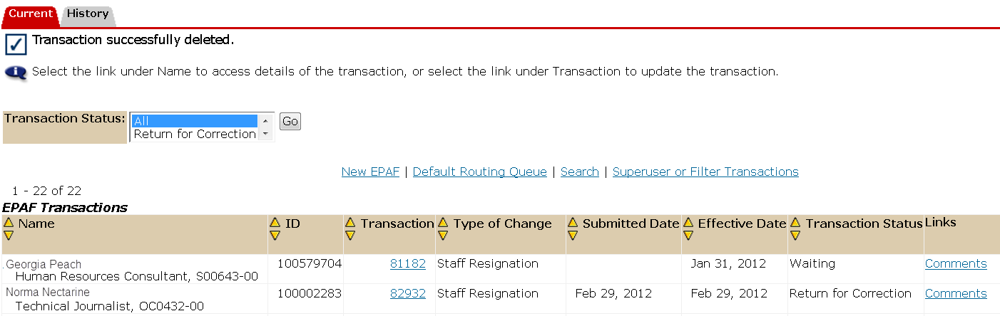 Current History
Transaction successfully deleted.
Select the link under Name to access details of the transaction, or select the link under Transaction to update the transaction.
Transaction Status: All Go
Return for Correction
New EPAF | Default Routing Queue | Search | Superuser or Filter Transactions
1 - 22 of 22
EPAF Transactions
Name ID Transaction Type of Change Submitted Date Effective Date Transaction Status Links
Georgia Peach 100579704 81182 Staff Resignation Jan 31, 2012 Waiting Comments
Human Resources Consultant, S00643-00
Norma Nectarine 100002283 82932 Staff Resignation Feb 29, 2012 Feb 29, 2012 Return for Correction Comments
Technical Journalist, OC0432-00